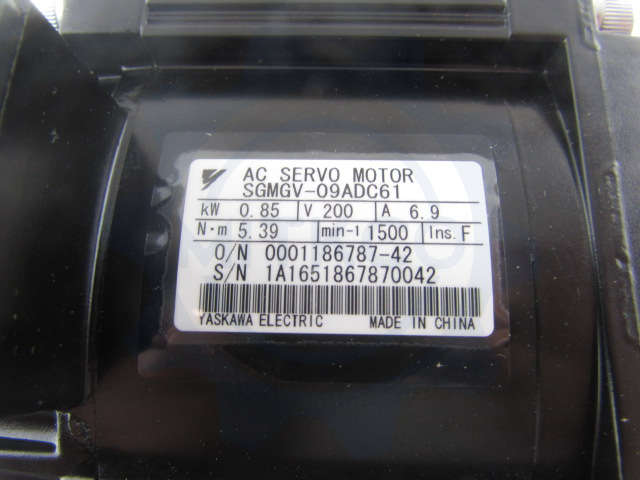 AC SERVO MOTOR
SGMGV-09ADC61
kW 0.85 V 200 A 6.9
N·m 5.39 min-1 1500 Ins. F
O/N 0001186787-42
S/N 1A1651867870042
YASKAWA ELECTRIC MADE IN CHINA